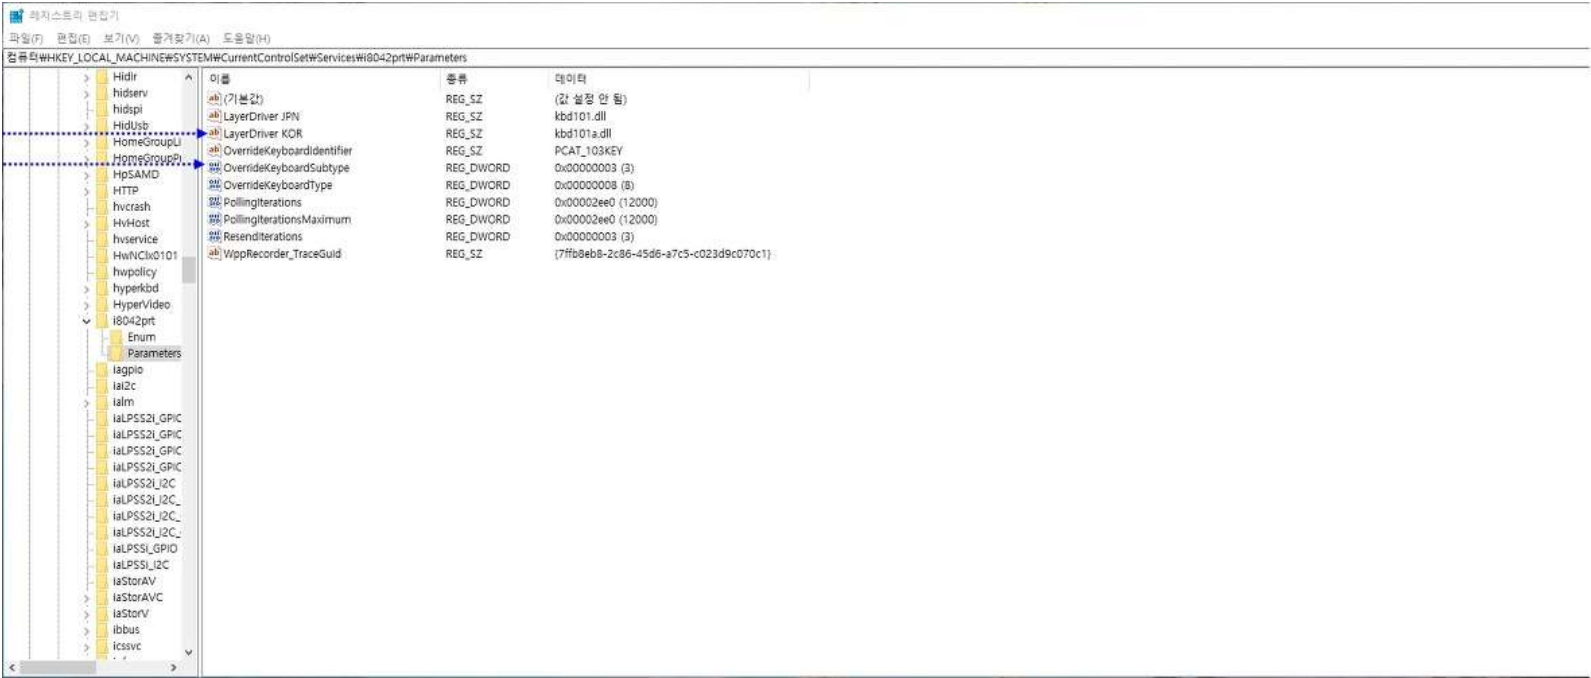 레지스트리 편집기
파일(F) 편집(E) 보기(V) 즐겨찾기(A) 도움말(H)
컴퓨터₩HKEY_LOCAL_MACHINE₩SYSTEM₩CurrentControlSet₩Services₩i8042prt₩Parameters
Hidlr
hidserv
hidspi
HidUsb
HomeGroupLi
HomeGroupPr
HpSAMD
HTTP
hvcrash
HvHost
hvservice
HwNClx0101
hwpolicy
hyperkbd
HyperVideo
i8042prt
Enum
Parameters
iagpio
iai2c
ialm
iaLPSS2i_GPIO
iaLPSS2i_GPIO
iaLPSS2i_GPIO
iaLPSS2i_GPIO
iaLPSS2i_I2C
iaLPSS2i_I2C_
iaLPSS2i_I2C_
iaLPSS2i_I2C_
iaLPSSi_GPIO
iaLPSSi_I2C
iaStorAV
iaStorAVC
iaStorV
ibbus
icssvc
이름 종류 데이터
(기본값) REG_SZ (값 설정 안 됨)
LayerDriver JPN REG_SZ kbd101.dll
LayerDriver KOR REG_SZ kbd101a.dll
OverrideKeyboardIdentifier REG_SZ PCAT_103KEY
OverrideKeyboardSubtype REG_DWORD 0x00000003 (3)
OverrideKeyboardType REG_DWORD 0x00000008 (8)
PollingIterations REG_DWORD 0x00002ee0 (12000)
PollingIterationsMaximum REG_DWORD 0x00002ee0 (12000)
ResendIterations REG_DWORD 0x00000003 (3)
WppRecorder_TraceGuid REG_SZ {7ffb8eb8-2c86-45d6-a7c5-c023d9c070c1}